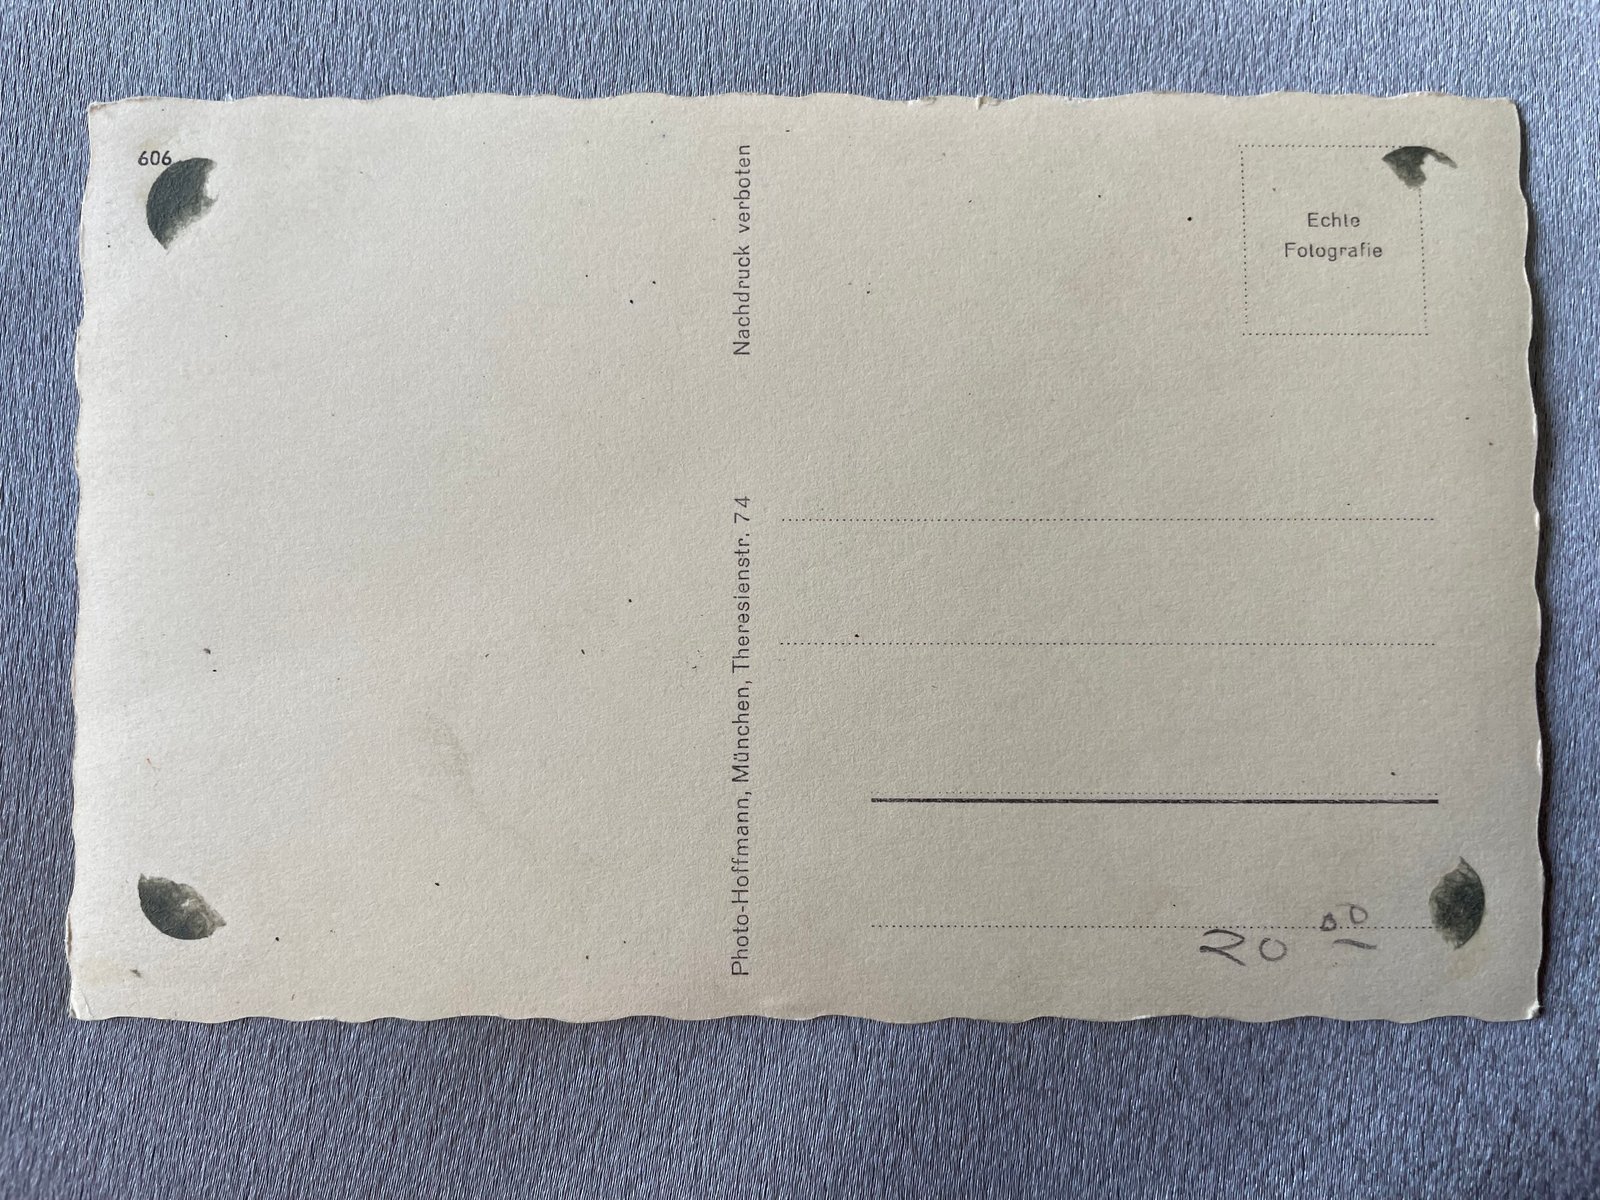 606
Nachdruck verboten
Photo-Hoffmann, München, Theresienstr. 74
Echte
Fotografie
20 00